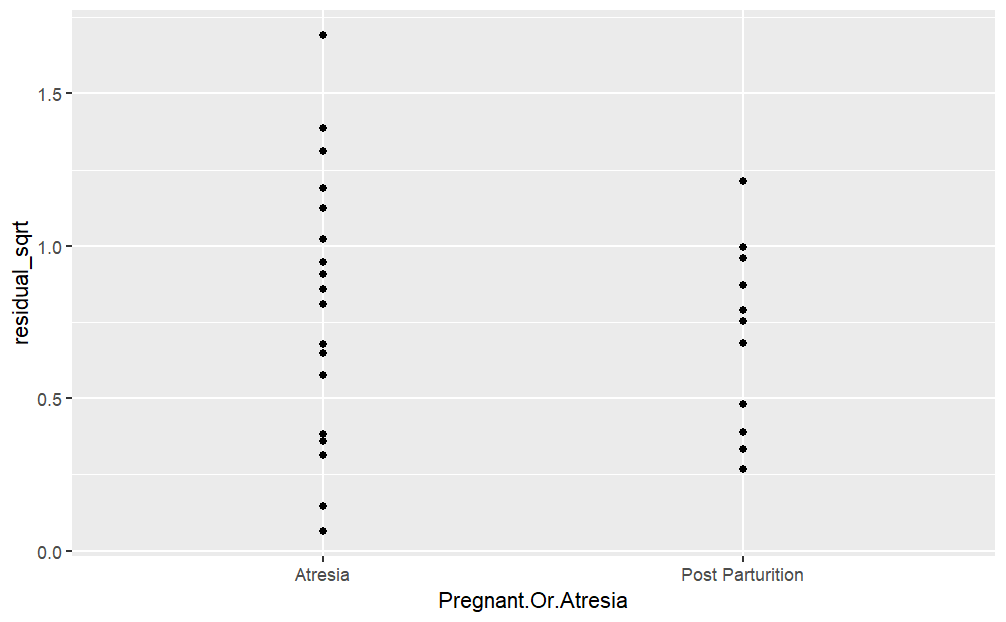 residual_sqrt
1.5
1.0
0.5
0.0
Atresia
Post Parturition
Pregnant.Or.Atresia